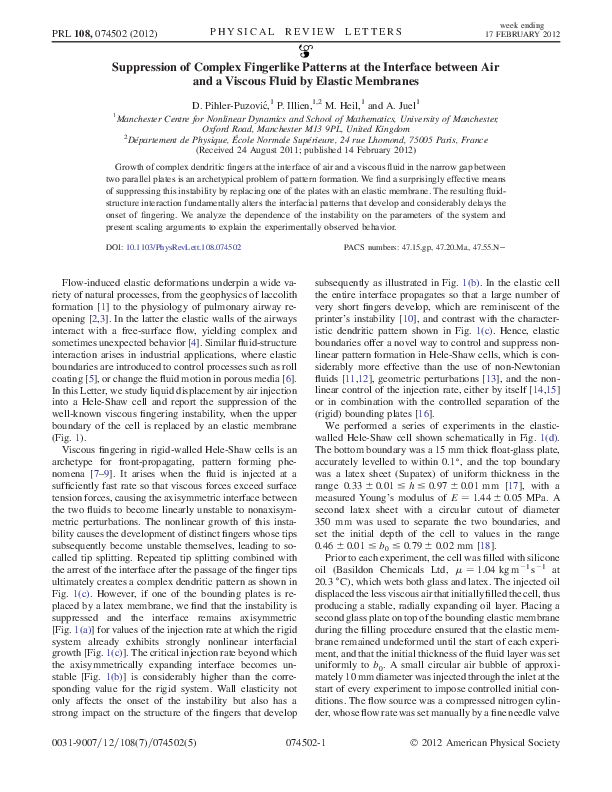 PRL 108, 074502 (2012)
PHYSICAL REVIEW LETTERS
week ending
17 FEBRUARY 2012
Suppression of Complex Fingerlike Patterns at the Interface between Air
and a Viscous Fluid by Elastic Membranes
D. Pihler-Puzović,1 P. Illien,1,2 M. Heil,1 and A. Juel1
1Manchester Centre for Nonlinear Dynamics and School of Mathematics, University of Manchester,
Oxford Road, Manchester M13 9PL, United Kingdom
2Département de Physique, École Normale Supérieure, 24 rue Lhomond, 75005 Paris, France
(Received 24 August 2011; published 14 February 2012)
Growth of complex dendritic fingers at the interface of air and a viscous fluid in the narrow gap between
two parallel plates is an archetypical problem of pattern formation. We find a surprisingly effective means
of suppressing this instability by replacing one of the plates with an elastic membrane. The resulting fluid-
structure interaction fundamentally alters the interfacial patterns that develop and considerably delays the
onset of fingering. We analyze the dependence of the instability on the parameters of the system and
present scaling arguments to explain the experimentally observed behavior.
DOI: 10.1103/PhysRevLett.108.074502
PACS numbers: 47.15.gp, 47.20.Ma, 47.55.N−
Flow-induced elastic deformations underpin a wide va-
riety of natural processes, from the geophysics of laccolith
formation [1] to the physiology of pulmonary airway re-
opening [2,3]. In the latter the elastic walls of the airways
interact with a free-surface flow, yielding complex and
sometimes unexpected behavior [4]. Similar fluid-structure
interaction arises in industrial applications, where elastic
boundaries are introduced to control processes such as roll
coating [5], or change the fluid motion in porous media [6].
In this Letter, we study liquid displacement by air injection
into a Hele-Shaw cell and report the suppression of the
well-known viscous fingering instability, when the upper
boundary of the cell is replaced by an elastic membrane
(Fig. 1).
Viscous fingering in rigid-walled Hele-Shaw cells is an
archetype for front-propagating, pattern forming phe-
nomena [7–9]. It arises when the fluid is injected at a
sufficiently fast rate so that viscous forces exceed surface
tension forces, causing the axisymmetric interface between
the two fluids to become linearly unstable to nonaxisym-
metric perturbations. The nonlinear growth of this insta-
bility causes the development of distinct fingers whose tips
subsequently become unstable themselves, leading to so-
called tip splitting. Repeated tip splitting combined with
the arrest of the interface after the passage of the finger tips
ultimately creates a complex dendritic pattern as shown in
Fig. 1(c). However, if one of the bounding plates is re-
placed by a latex membrane, we find that the instability is
suppressed and the interface remains axisymmetric
[Fig. 1(a)] for values of the injection rate at which the rigid
system already exhibits strongly nonlinear interfacial
growth [Fig. 1(c)]. The critical injection rate beyond which
the axisymmetrically expanding interface becomes un-
stable [Fig. 1(b)] is considerably higher than the corre-
sponding value for the rigid system. Wall elasticity not
only affects the onset of the instability but also has a
strong impact on the structure of the fingers that develop
subsequently as illustrated in Fig. 1(b). In the elastic cell
the entire interface propagates so that a large number of
very short fingers develop, which are reminiscent of the
printer's instability [10], and contrast with the character-
istic dendritic pattern shown in Fig. 1(c). Hence, elastic
boundaries offer a novel way to control and suppress non-
linear pattern formation in Hele-Shaw cells, which is con-
siderably more effective than the use of non-Newtonian
fluids [11,12], geometric perturbations [13], and the non-
linear control of the injection rate, either by itself [14,15]
or in combination with the controlled separation of the
(rigid) bounding plates [16].
We performed a series of experiments in the elastic-
walled Hele-Shaw cell shown schematically in Fig. 1(d).
The bottom boundary was a 15 mm thick float-glass plate,
accurately levelled to within 0.1°, and the top boundary
was a latex sheet (Supatex) of uniform thickness in the
range 0.33 ± 0.01 ≤ h ≤ 0.97 ± 0.01 mm [17], with a
measured Young's modulus of E = 1.44 ± 0.05 MPa. A
second latex sheet with a circular cutout of diameter
350 mm was used to separate the two boundaries, and
set the initial depth of the cell to values in the range
0.46 ± 0.01 ≤ b0 ≤ 0.79 ± 0.02 mm [18].
Prior to each experiment, the cell was filled with silicone
oil (Basildon Chemicals Ltd, μ = 1.04 kg m−1 s−1 at
20.3 °C), which wets both glass and latex. The injected oil
displaced the less viscous air that initially filled the cell, thus
producing a stable, radially expanding oil layer. Placing a
second glass plate on top of the bounding elastic membrane
during the filling procedure ensured that the elastic mem-
brane remained undeformed until the start of each experi-
ment, and that the initial thickness of the fluid layer was set
uniformly to b0. A small circular air bubble of approxi-
mately 10 mm diameter was injected through the inlet at the
start of every experiment to impose controlled initial con-
ditions. The flow source was a compressed nitrogen cylin-
der, whose flow rate was set manually by a fine needle valve
0031-9007/12/108(7)/074502(5)
074502-1
© 2012 American Physical Society